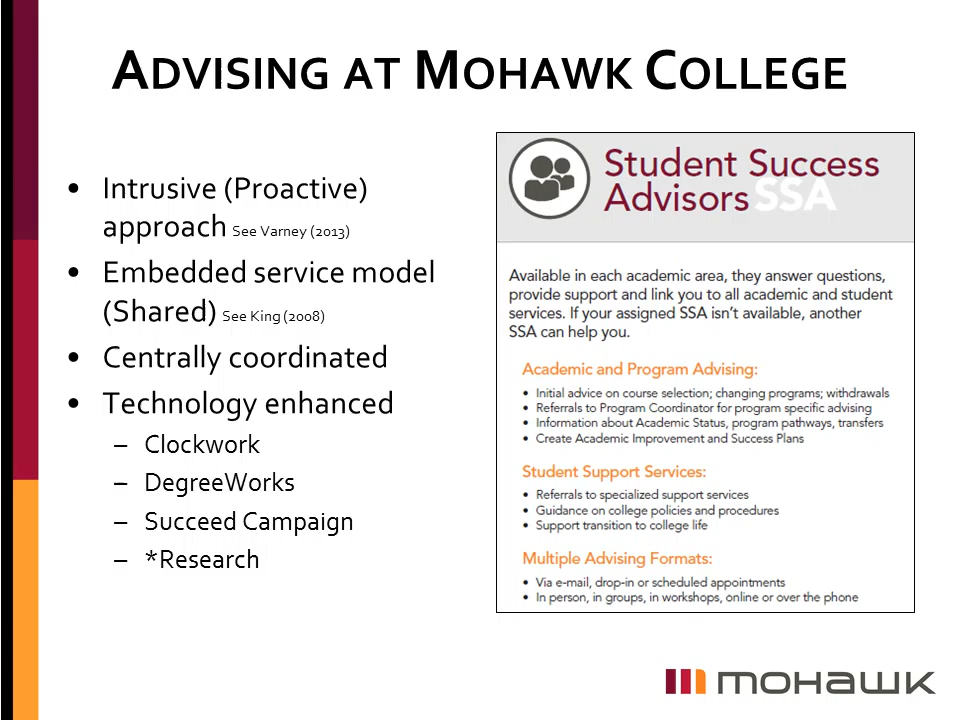 ADVISING AT MOHAWK COLLEGE
• Intrusive (Proactive)
approach See Varney (2013)
• Embedded service model
(Shared) See King (2008)
• Centrally coordinated
• Technology enhanced
– Clockwork
– DegreeWorks
– Succeed Campaign
– *Research
Student Success
Advisors SSA
Available in each academic area, they answer questions,
provide support and link you to all academic and student
services. If your assigned SSA isn't available, another
SSA can help you.
Academic and Program Advising:
• Initial advice on course selection; changing programs; withdrawals
• Referrals to Program Coordinator for program specific advising
• Information about Academic Status, program pathways, transfers
• Create Academic Improvement and Success Plans
Student Support Services:
• Referrals to specialized support services
• Guidance on college policies and procedures
• Support transition to college life
Multiple Advising Formats:
• Via e-mail, drop-in or scheduled appointments
• In person, in groups, in workshops, online or over the phone
mohawk